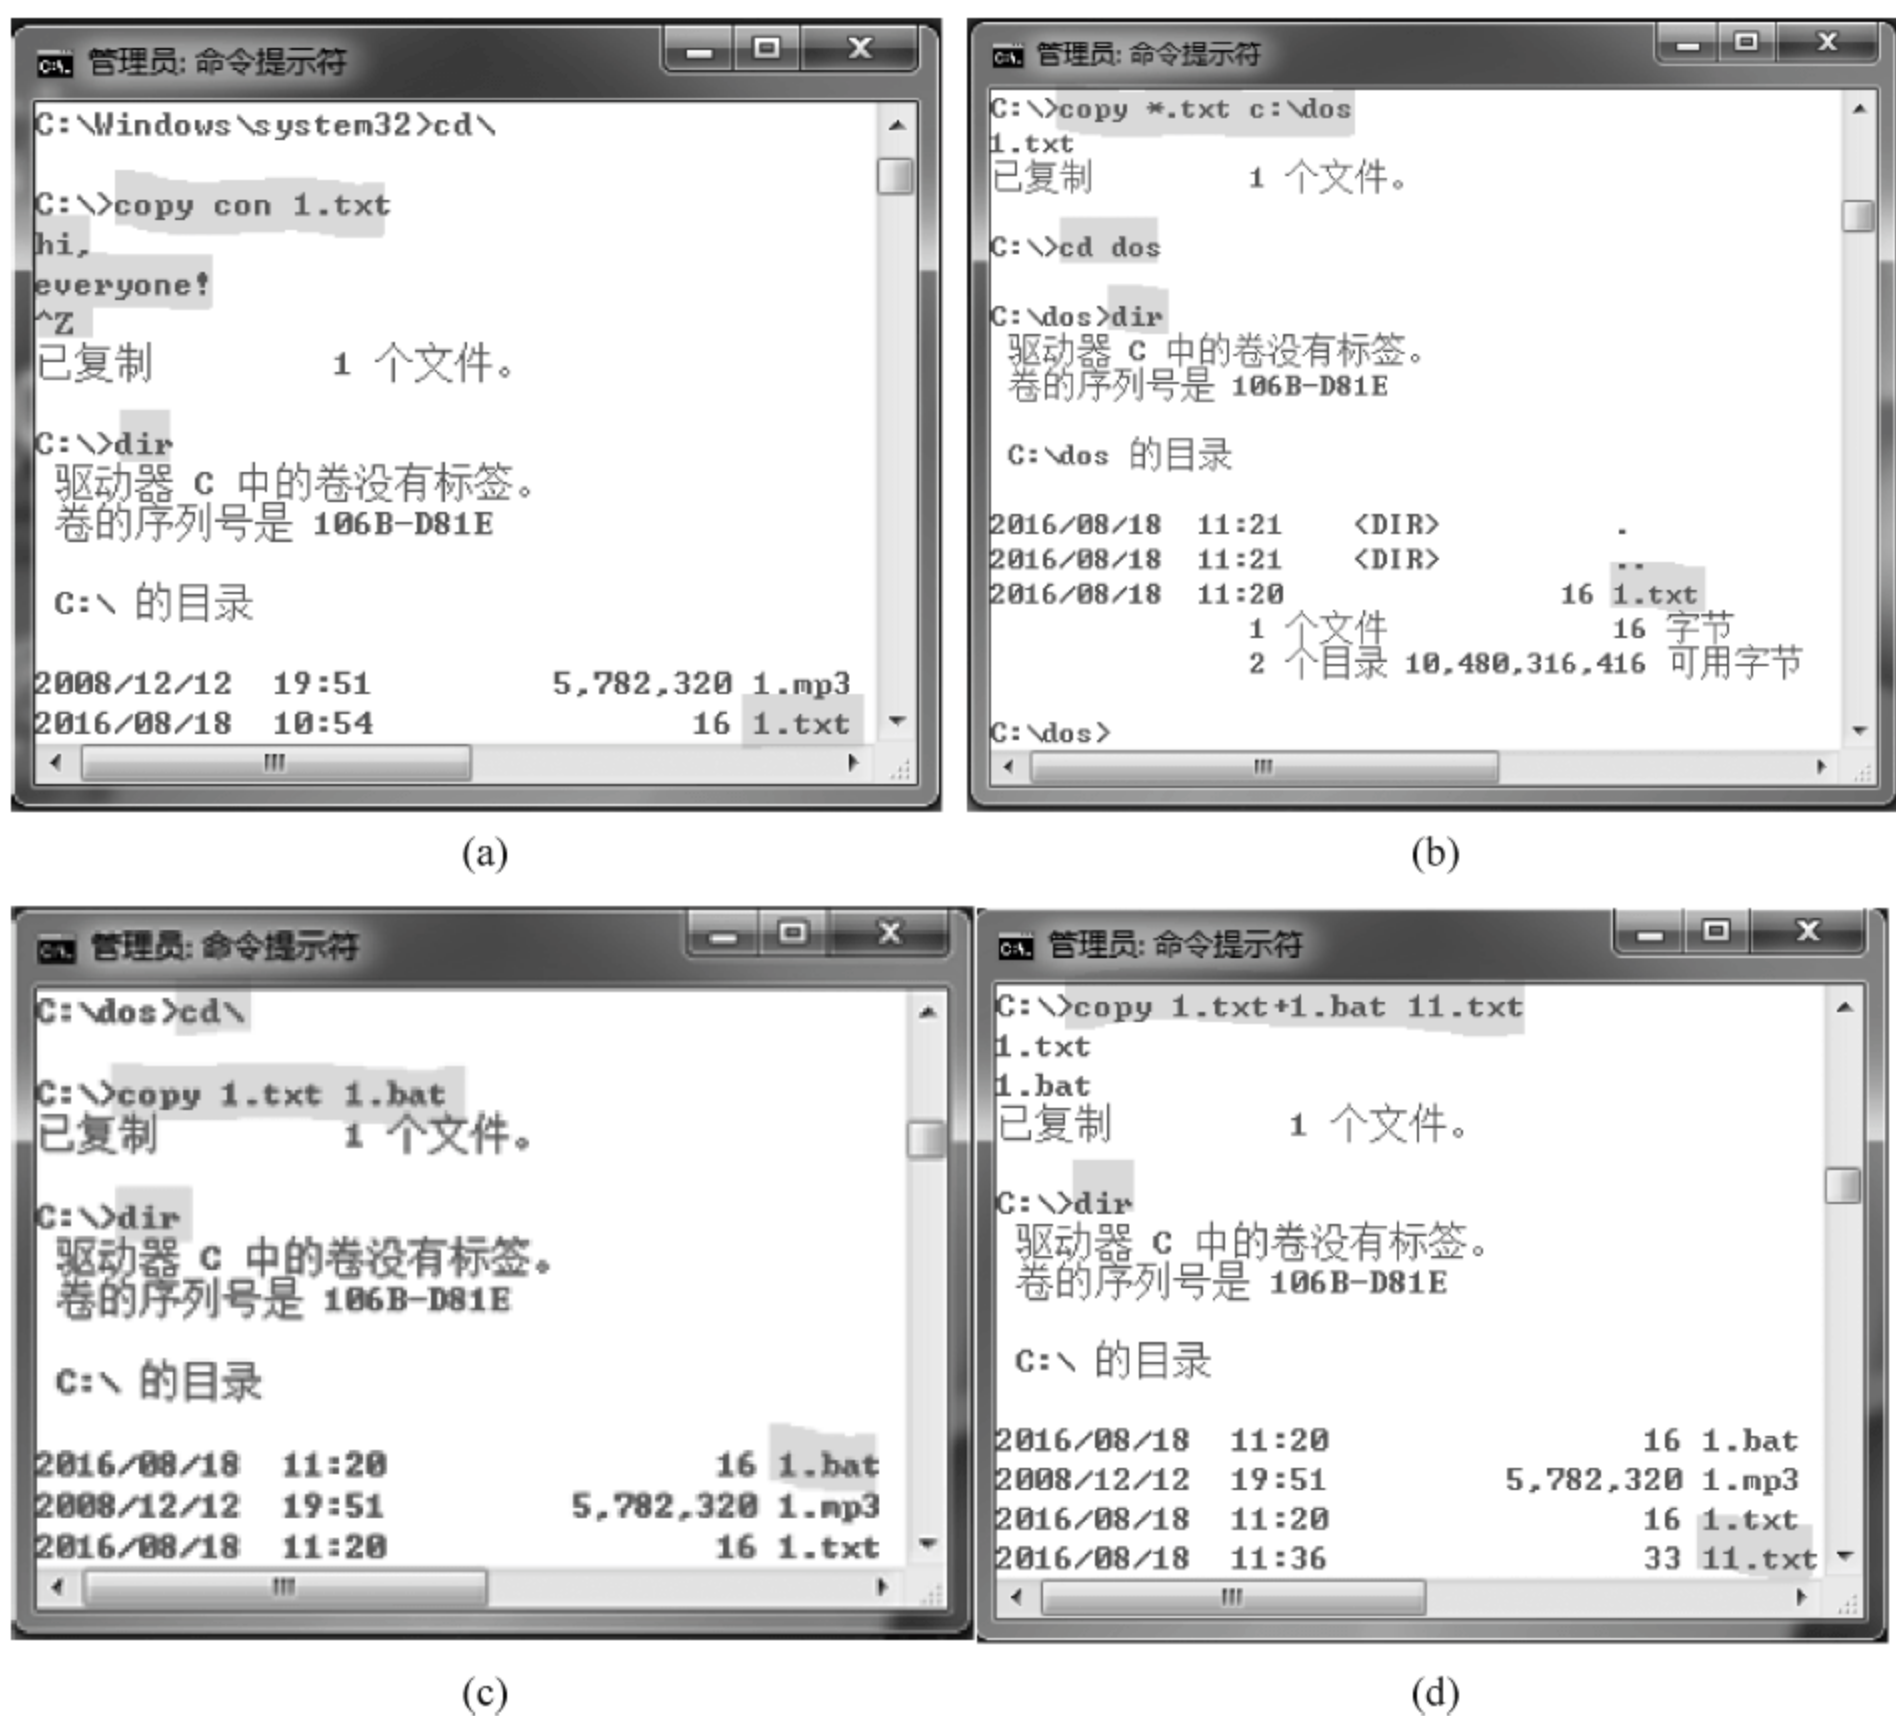 管理员: 命令提示符
C:\Windows\system32>cd\
C:\>copy con 1.txt
hi,
everyone!
^Z
已复制 1 个文件。
C:\>dir
驱动器 C 中的卷没有标签。
卷的序列号是 106B-D81E
C:\ 的目录
2008/12/12 19:51 5,782,320 1.mp3
2016/08/18 10:54 16 1.txt
(a)
管理员: 命令提示符
C:\>copy *.txt c:\dos
1.txt
已复制 1 个文件。
C:\>cd dos
C:\dos>dir
驱动器 C 中的卷没有标签。
卷的序列号是 106B-D81E
C:\dos 的目录
2016/08/18 11:21 <DIR> .
2016/08/18 11:21 <DIR> ..
2016/08/18 11:20 16 1.txt
1 个文件 16 字节
2 个目录 10,480,316,416 可用字节
C:\dos>
(b)
管理员: 命令提示符
C:\dos>cd\
C:\>copy 1.txt 1.bat
已复制 1 个文件。
C:\>dir
驱动器 C 中的卷没有标签。
卷的序列号是 106B-D81E
C:\ 的目录
2016/08/18 11:20 16 1.bat
2008/12/12 19:51 5,782,320 1.mp3
2016/08/18 11:20 16 1.txt
(c)
管理员: 命令提示符
C:\>copy 1.txt+1.bat 11.txt
1.txt
1.bat
已复制 1 个文件。
C:\>dir
驱动器 C 中的卷没有标签。
卷的序列号是 106B-D81E
C:\ 的目录
2016/08/18 11:20 16 1.bat
2008/12/12 19:51 5,782,320 1.mp3
2016/08/18 11:20 16 1.txt
2016/08/18 11:36 33 11.txt
(d)